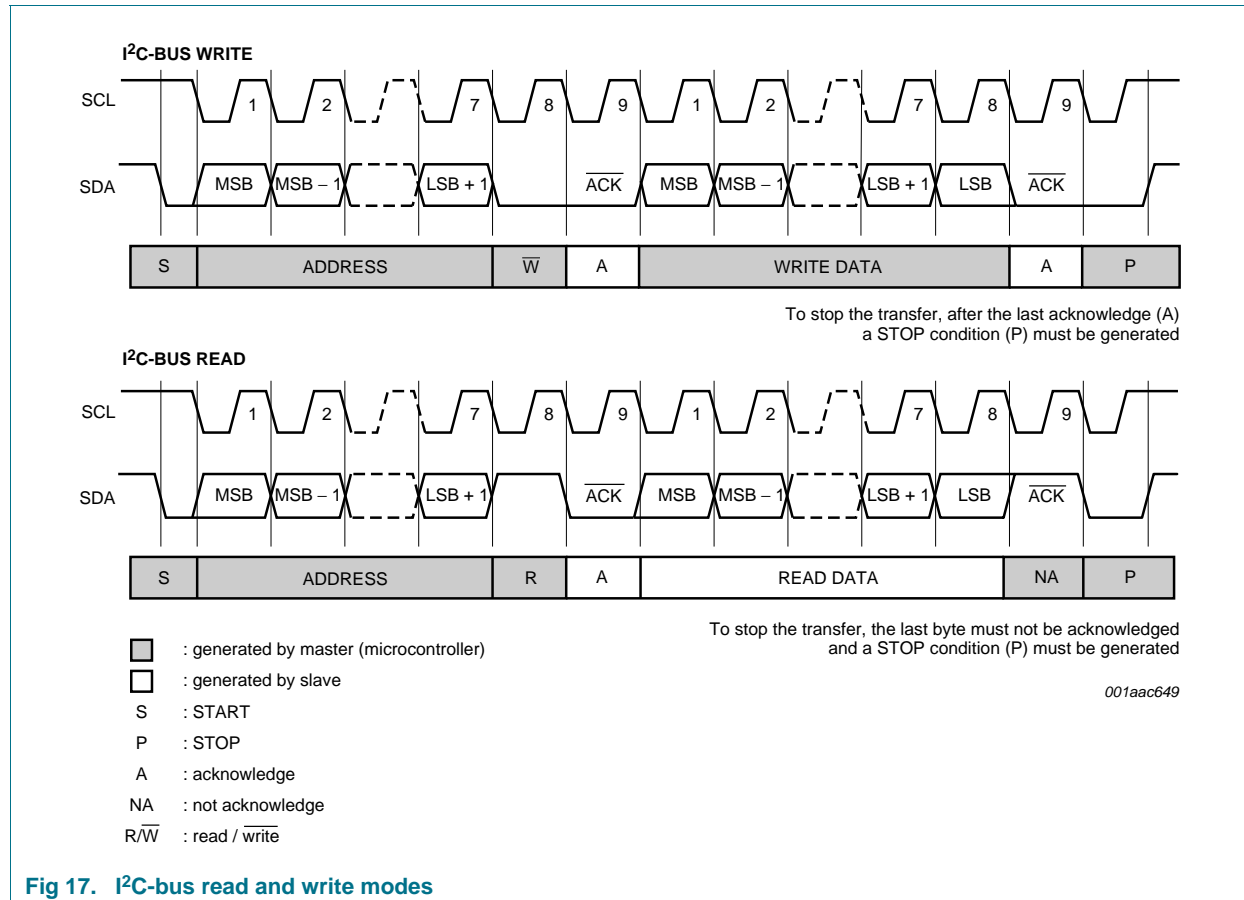 I²C-BUS WRITE
SCL 1 2 7 8 9 1 2 7 8 9
SDA MSB MSB − 1 LSB + 1 ACK MSB MSB − 1 LSB + 1 LSB ACK
S ADDRESS W A WRITE DATA A P
To stop the transfer, after the last acknowledge (A)
a STOP condition (P) must be generated
I²C-BUS READ
SCL 1 2 7 8 9 1 2 7 8 9
SDA MSB MSB − 1 LSB + 1 ACK MSB MSB − 1 LSB + 1 LSB ACK
S ADDRESS R A READ DATA NA P
To stop the transfer, the last byte must not be acknowledged
and a STOP condition (P) must be generated
: generated by master (microcontroller)
: generated by slave
001aac649
S : START
P : STOP
A : acknowledge
NA : not acknowledge
R/W : read / write
Fig 17. I²C-bus read and write modes